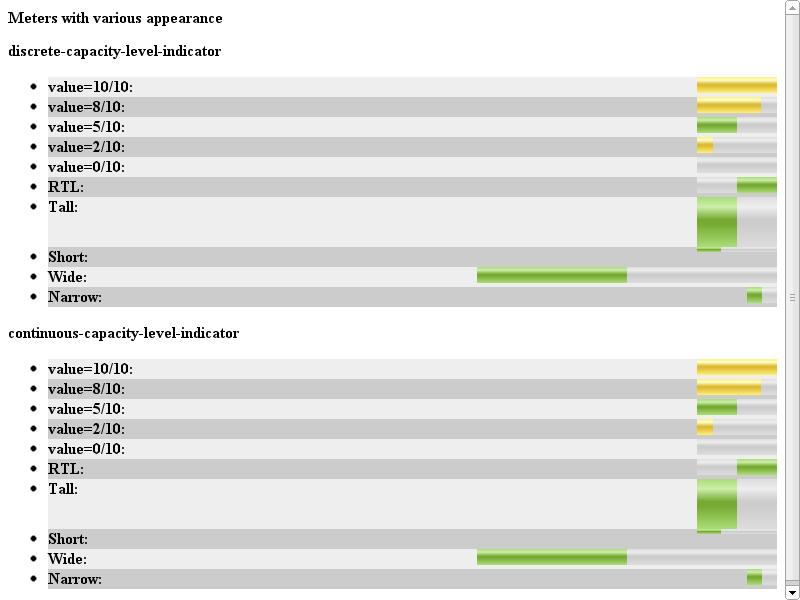 Meters with various appearance
discrete-capacity-level-indicator
value=10/10:
value=8/10:
value=5/10:
value=2/10:
value=0/10:
RTL:
Tall:
Short:
Wide:
Narrow:
continuous-capacity-level-indicator
value=10/10:
value=8/10:
value=5/10:
value=2/10:
value=0/10:
RTL:
Tall:
Short:
Wide:
Narrow: